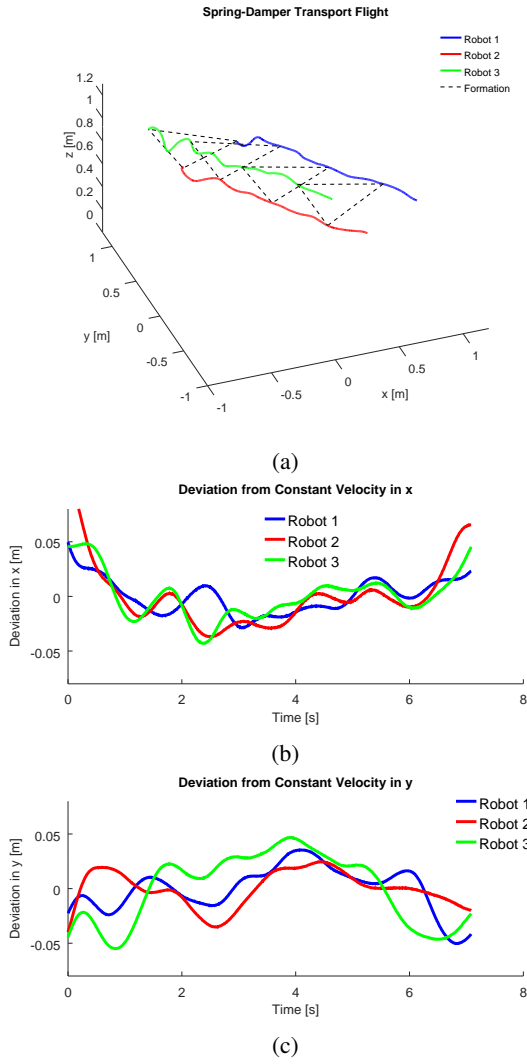 Spring-Damper Transport Flight
Robot 1
Robot 2
Robot 3
Formation
1.2
1
0.8
0.6
0.4
0.2
0
z [m]
1
0.5
0
-0.5
-1
y [m]
-1
-0.5
0
0.5
1
x [m]
(a)
Deviation from Constant Velocity in x
Robot 1
Robot 2
Robot 3
0.05
0
-0.05
Deviation in x [m]
0 2 4 6 8
Time [s]
(b)
Deviation from Constant Velocity in y
Robot 1
Robot 2
Robot 3
0.05
0
-0.05
Deviation in y [m]
0 2 4 6 8
Time [s]
(c)